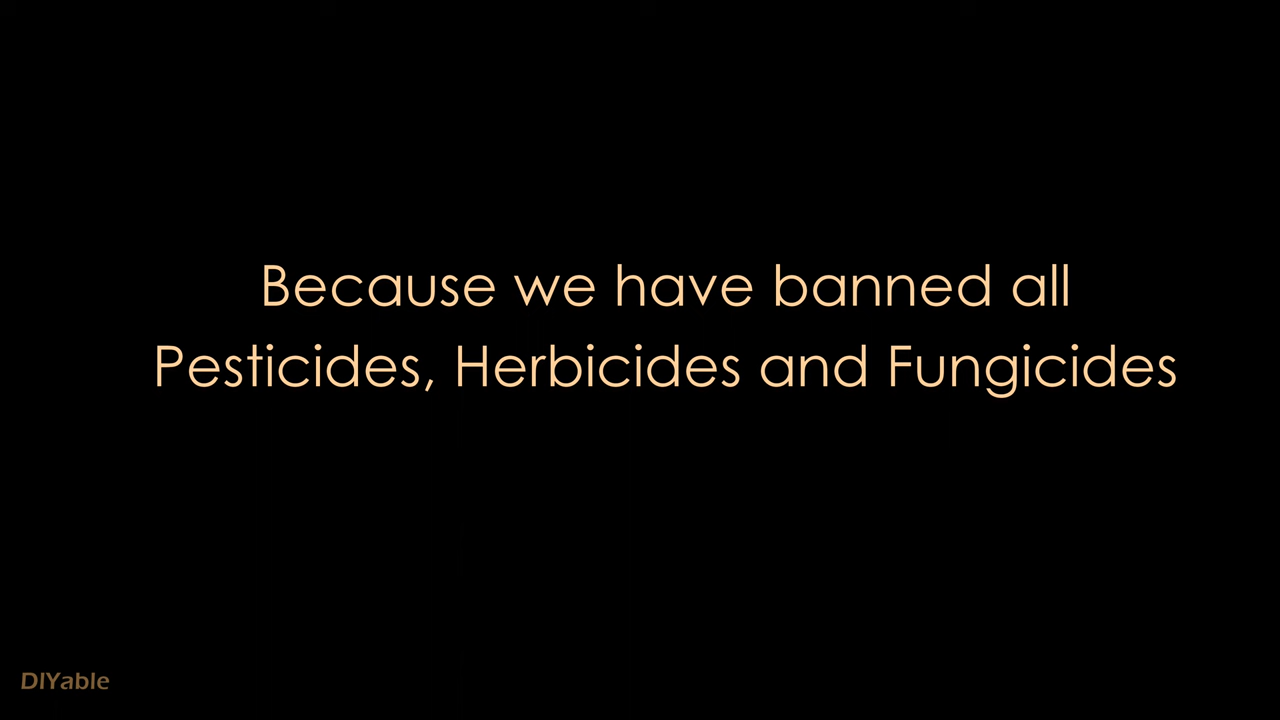 Because we have banned all
Pesticides, Herbicides and Fungicides
DIYable